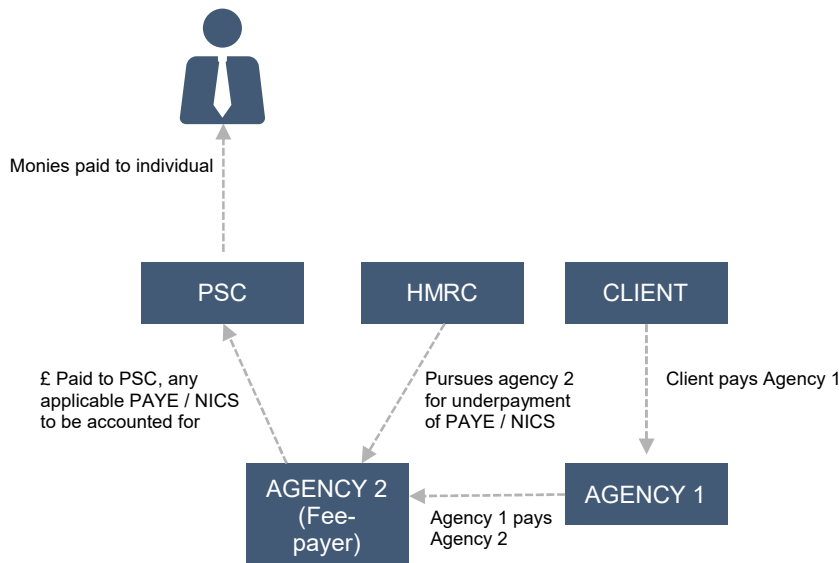 Monies paid to individual
PSC
HMRC
CLIENT
£ Paid to PSC, any
applicable PAYE / NICS
to be accounted for
Pursues agency 2
for underpayment
of PAYE / NICS
Client pays Agency 1
AGENCY 2
(Fee-
payer)
Agency 1 pays
Agency 2
AGENCY 1